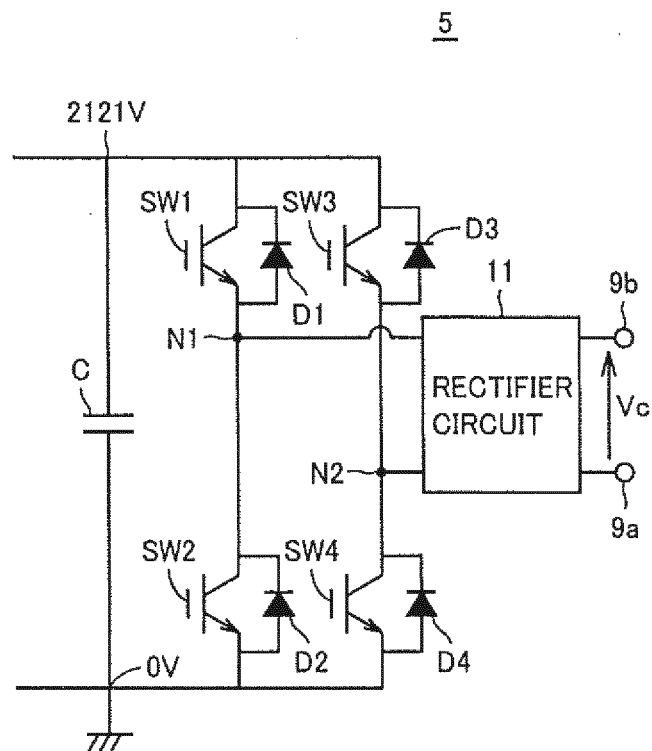 5
2121V
SW1
SW3
D3
D1
11
9b
N1
C
RECTIFIER
CIRCUIT
Vc
N2
9a
SW2
SW4
D2
D4
0V